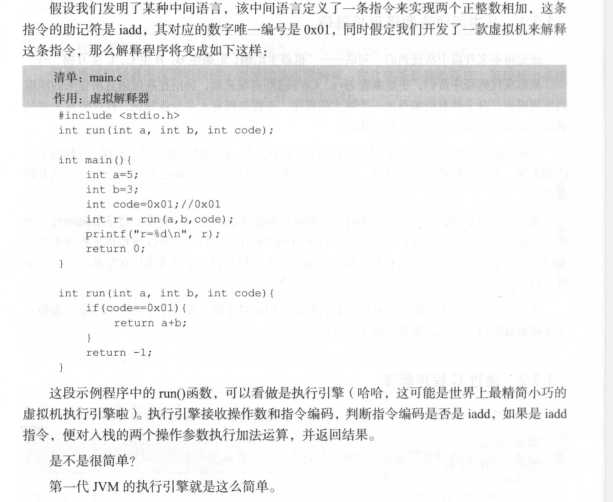 假设我们发明了某种中间语言，该中间语言定义了一条指令来实现两个正整数相加，这条
指令的助记符是 iadd，其对应的数字唯一编号是 0x01，同时假定我们开发了一款虚拟机来解释
这条指令，那么解释程序将变成如下这样：
清单：main.c
作用：虚拟解释器
#include <stdio.h>
int run(int a, int b, int code);
int main(){
int a=5;
int b=3;
int code=0x01;//0x01
int r = run(a,b,code);
printf("r=%d\n", r);
return 0;
}
int run(int a, int b, int code){
if(code==0x01){
return a+b;
}
return -1;
}
这段示例程序中的 run()函数，可以看做是执行引擎（哈哈，这可能是世界上最精简小巧的
虚拟机执行引擎啦）。执行引擎接收操作数和指令编码，判断指令编码是否是 iadd，如果是 iadd
指令，便对入栈的两个操作参数执行加法运算，并返回结果。
是不是很简单？
第一代 JVM 的执行引擎就是这么简单。